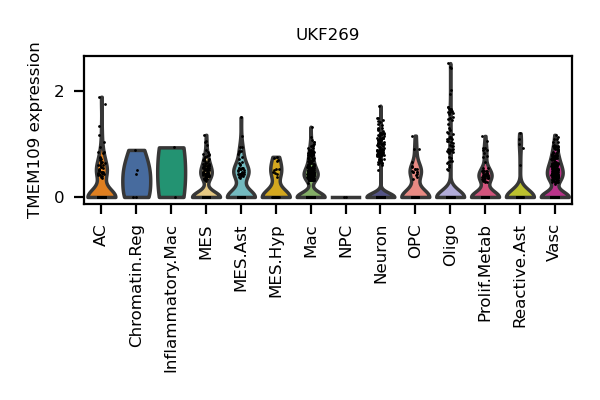 UKF269
TMEM109 expression
2
0
AC
Chromatin.Reg
Inflammatory.Mac
MES
MES.Ast
MES.Hyp
Mac
NPC
Neuron
OPC
Oligo
Prolif.Metab
Reactive.Ast
Vasc